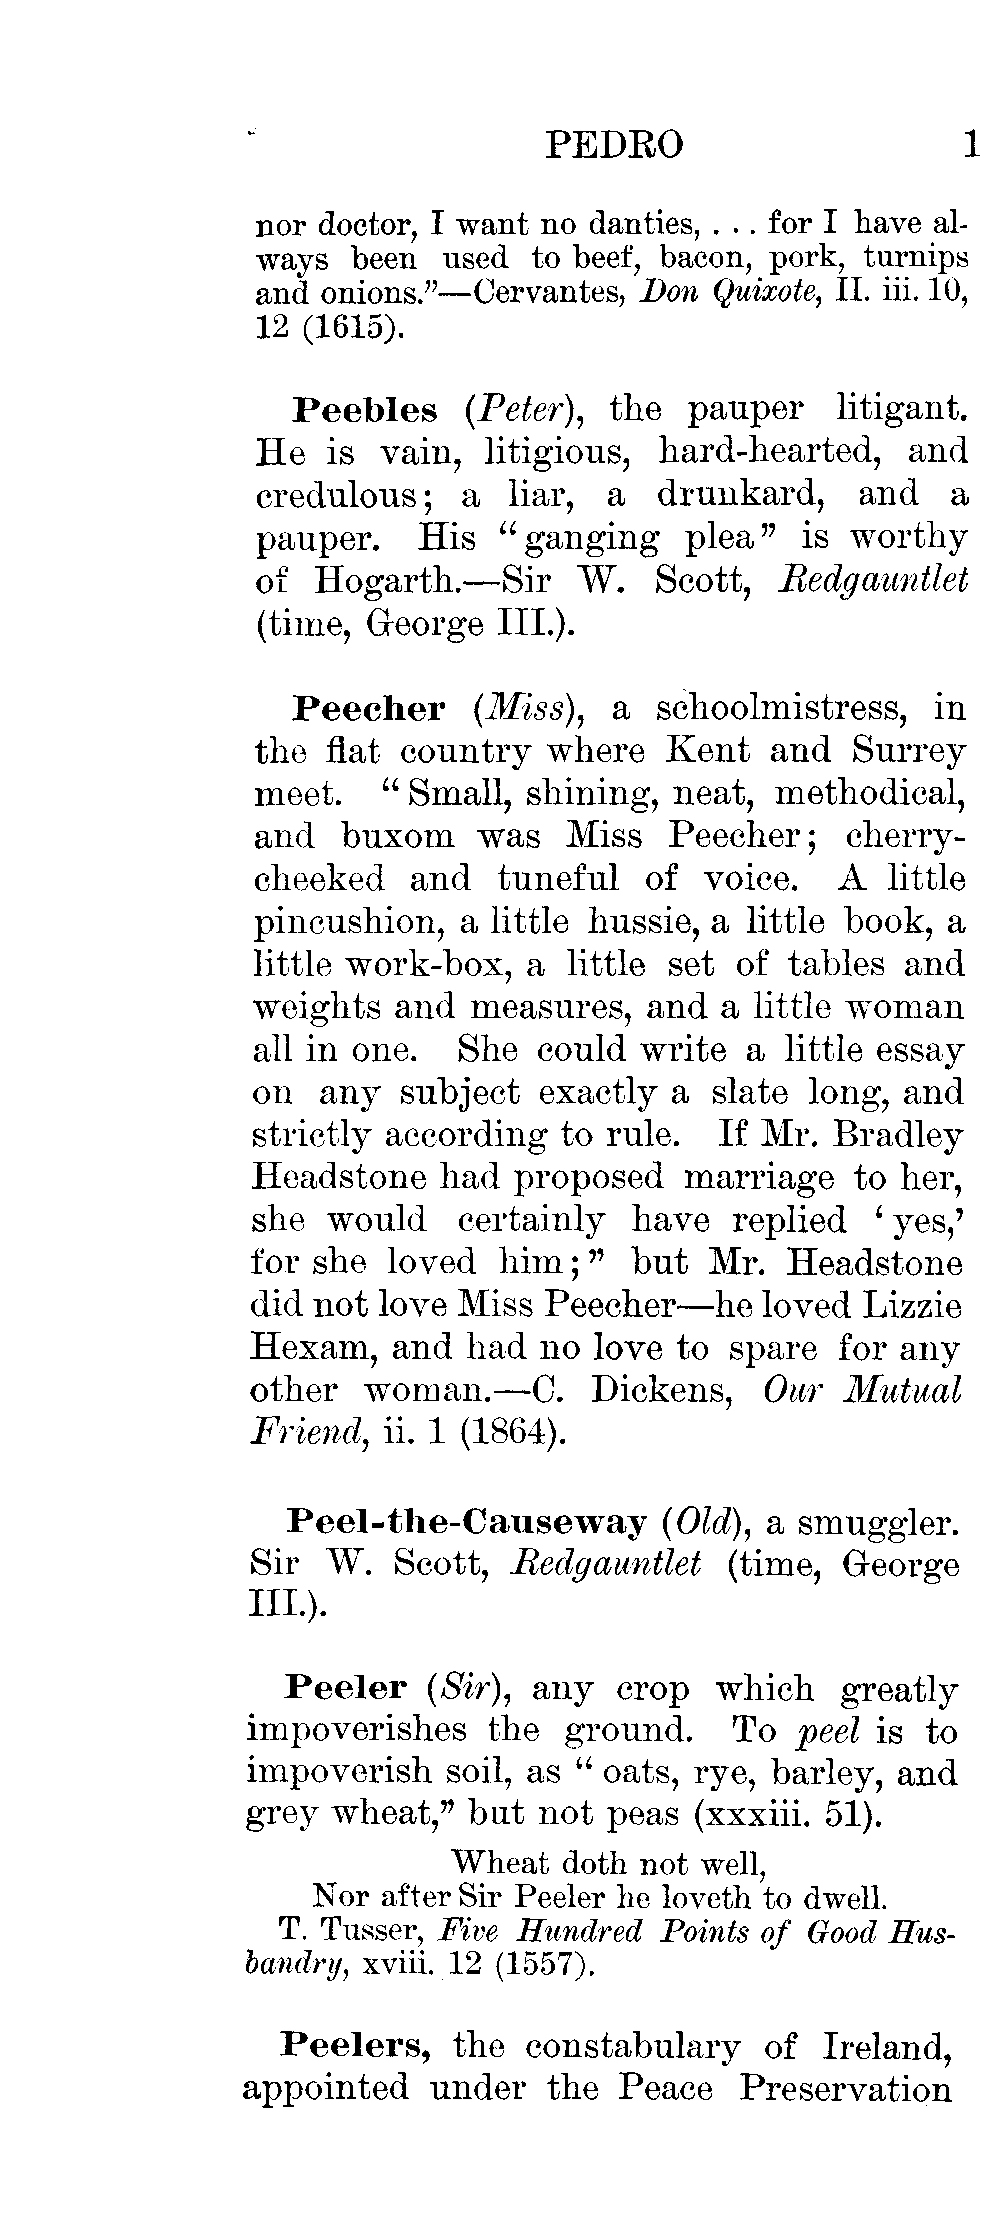 PEDRO 1
nor doctor, I want no danties, . . . for I have al-
ways been used to beef, bacon, pork, turnips
and onions.”—Cervantes, Don Quixote, II. iii. 10,
12 (1615).
Peebles (Peter), the pauper litigant.
He is vain, litigious, hard-hearted, and
credulous; a liar, a drunkard, and a
pauper. His “ganging plea” is worthy
of Hogarth.—Sir W. Scott, Redgauntlet
(time, George III.).
Peecher (Miss), a schoolmistress, in
the flat country where Kent and Surrey
meet. “Small, shining, neat, methodical,
and buxom was Miss Peecher; cherry-
cheeked and tuneful of voice. A little
pincushion, a little hussie, a little book, a
little work-box, a little set of tables and
weights and measures, and a little woman
all in one. She could write a little essay
on any subject exactly a slate long, and
strictly according to rule. If Mr. Bradley
Headstone had proposed marriage to her,
she would certainly have replied ‘yes,’
for she loved him;” but Mr. Headstone
did not love Miss Peecher—he loved Lizzie
Hexam, and had no love to spare for any
other woman.—C. Dickens, Our Mutual
Friend, ii. 1 (1864).
Peel-the-Causeway (Old), a smuggler.
Sir W. Scott, Redgauntlet (time, George
III.).
Peeler (Sir), any crop which greatly
impoverishes the ground. To peel is to
impoverish soil, as “oats, rye, barley, and
grey wheat,” but not peas (xxxiii. 51).
Wheat doth not well,
Nor after Sir Peeler he loveth to dwell.
T. Tusser, Five Hundred Points of Good Hus-
bandry, xviii. 12 (1557).
Peelers, the constabulary of Ireland,
appointed under the Peace Preservation